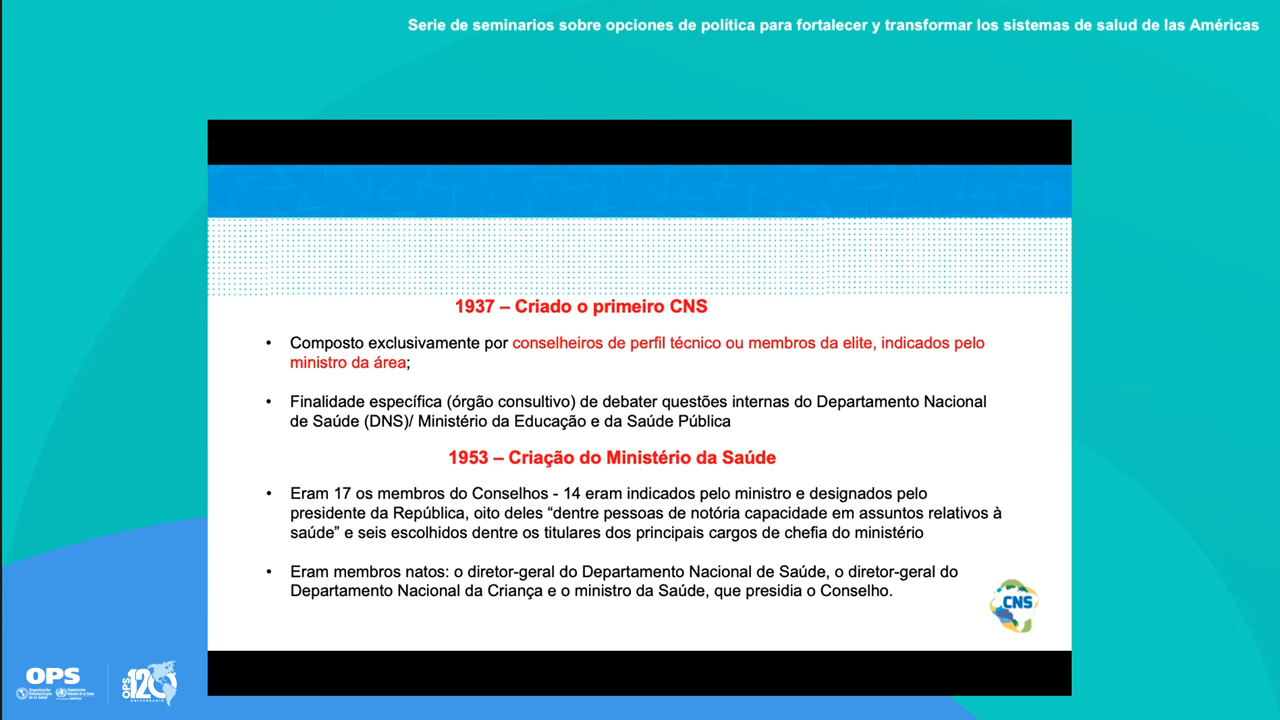 Serie de seminarios sobre opciones de política para fortalecer y transformar los sistemas de salud de las Américas
1937 – Criado o primeiro CNS
• Composto exclusivamente por conselheiros de perfil técnico ou membros da elite, indicados pelo
ministro da área;
• Finalidade específica (órgão consultivo) de debater questões internas do Departamento Nacional
de Saúde (DNS)/ Ministério da Educação e da Saúde Pública
1953 – Criação do Ministério da Saúde
• Eram 17 os membros do Conselhos - 14 eram indicados pelo ministro e designados pelo
presidente da República, oito deles “dentre pessoas de notória capacidade em assuntos relativos à
saúde” e seis escolhidos dentre os titulares dos principais cargos de chefia do ministério
• Eram membros natos: o diretor-geral do Departamento Nacional de Saúde, o diretor-geral do
Departamento Nacional da Criança e o ministro da Saúde, que presidia o Conselho.
CNS
OPS
OPS 120